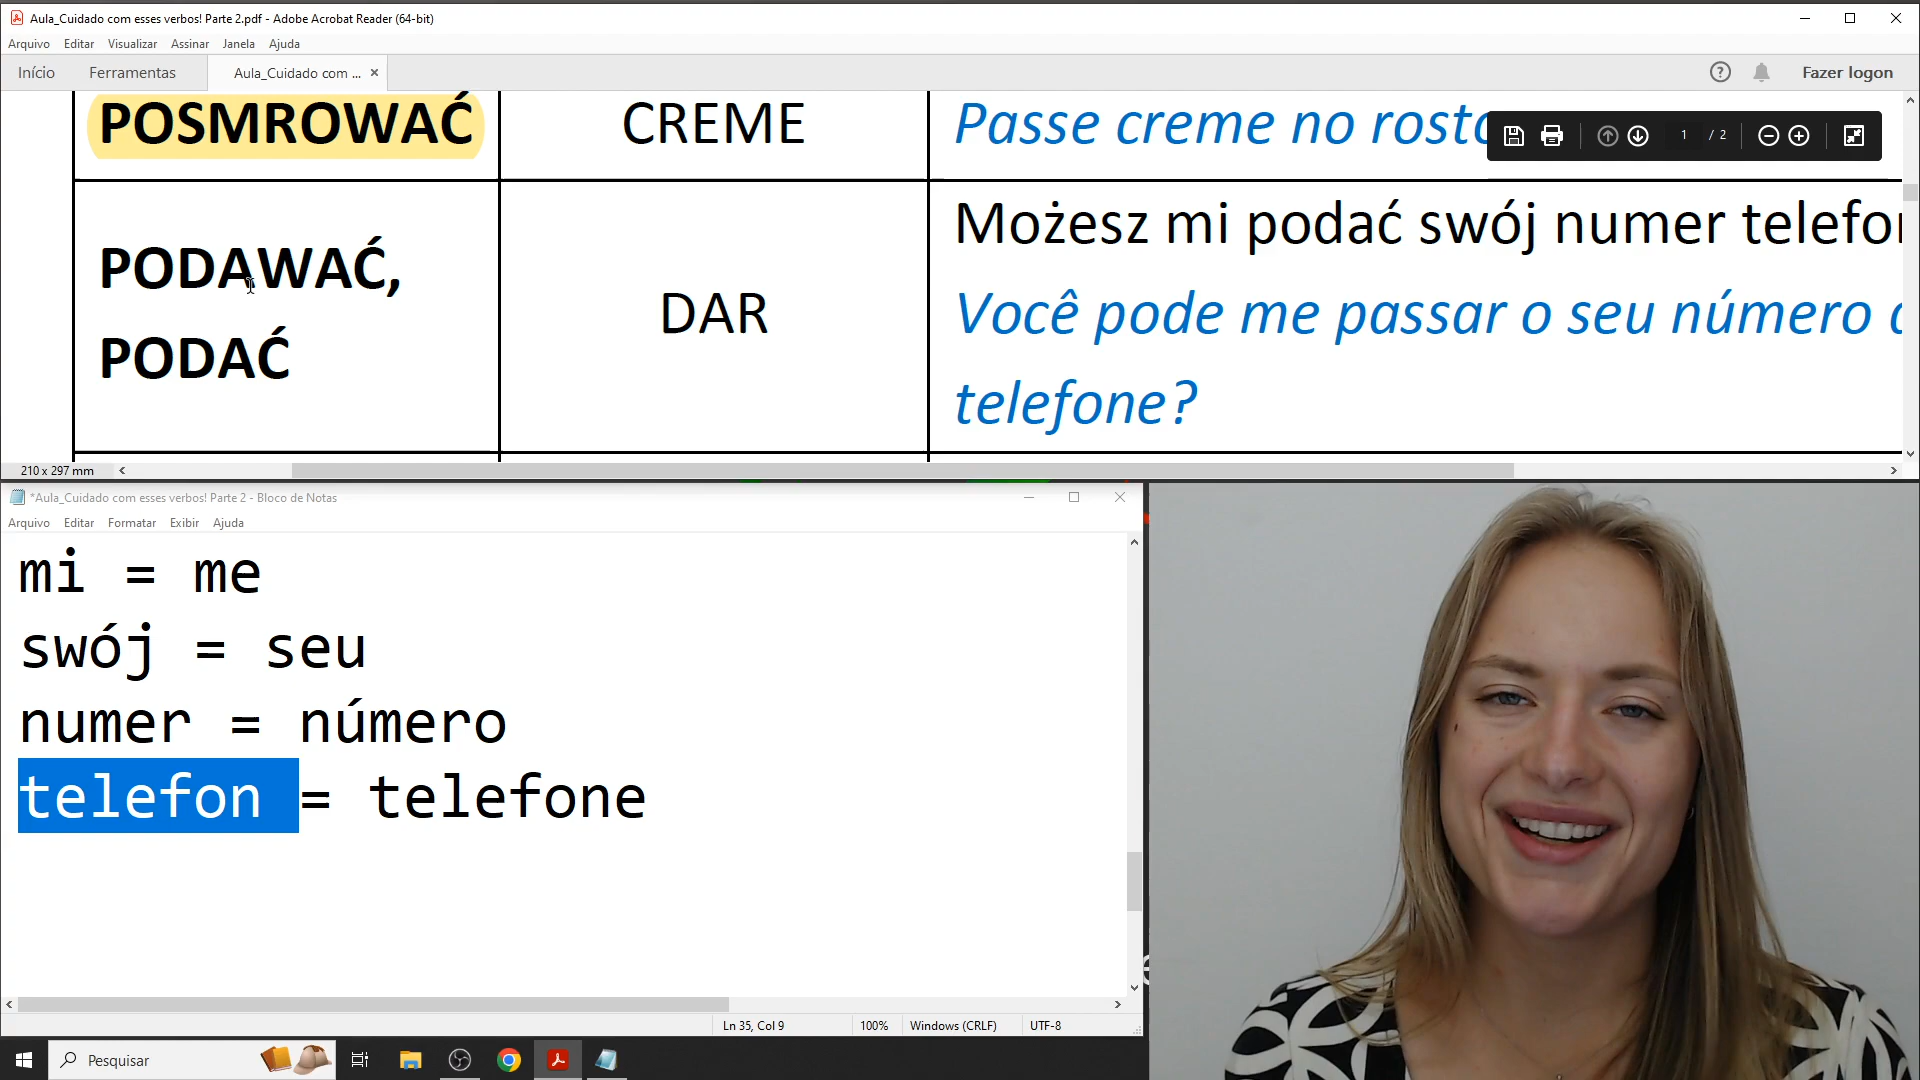 Aula_Cuidado com esses verbos! Parte 2.pdf - Adobe Acrobat Reader (64-bit)
Arquivo Editar Visualizar Assinar Janela Ajuda
Início Ferramentas Aula_Cuidado com ... Fazer logon
1 / 2
POSMROWAĆ CREME Passe creme no rosto
PODAWAĆ,
PODAĆ
DAR
Możesz mi podać swój numer telefon
Você pode me passar o seu número
telefone?
210 x 297 mm
*Aula_Cuidado com esses verbos! Parte 2 - Bloco de Notas
Arquivo Editar Formatar Exibir Ajuda
mi = me
swój = seu
numer = número
telefon = telefone
Ln 35, Col 9 100% Windows (CRLF) UTF-8
Pesquisar